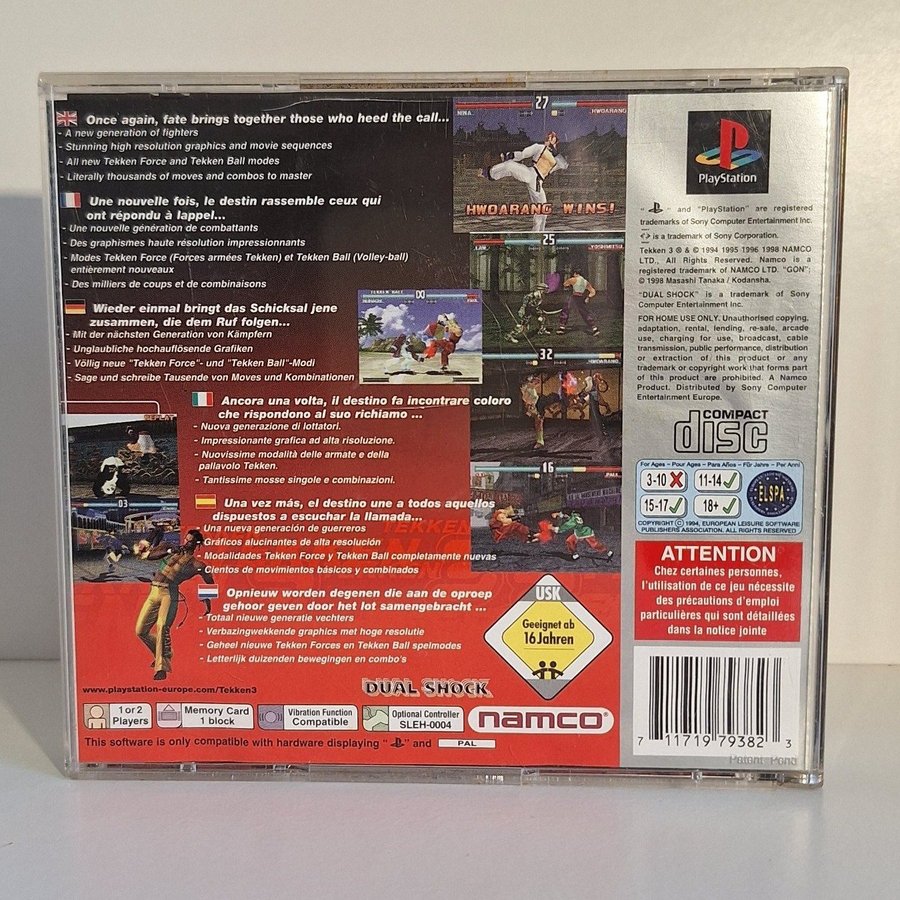 Once again, fate brings together those who heed the call...
- A new generation of fighters
- Stunning high resolution graphics and movie sequences
- All new Tekken Force and Tekken Ball modes
- Literally thousands of moves and combos to master
Une nouvelle fois, le destin rassemble ceux qui
ont répondu à lappel...
- Une nouvelle génération de combattants
- Des graphismes haute résolution impressionnants
- Modes Tekken Force (Forces armées Tekken) et Tekken Ball (Volley-ball)
entièrement nouveaux
- Des milliers de coups et de combinaisons
Wieder einmal bringt das Schicksal jene
zusammen, die dem Ruf folgen...
- Mit der nächsten Generation von Kämpfern
- Unglaubliche hochauflösende Grafiken
- Völlig neue "Tekken Force"- und "Tekken Ball"-Modi
- Sage und schreibe Tausende von Moves und Kombinationen
Ancora una volta, il destino fa incontrare coloro
che rispondono al suo richiamo ...
- Nuova generazione di lottatori.
- Impressionante grafica ad alta risoluzione.
- Nuovissime modalità delle armate e della
pallavolo Tekken.
- Tantissime mosse singole e combinazioni.
Una vez más, el destino une a todos aquellos
dispuestos a escuchar la llamada...
- Una nueva generación de guerreros
- Gráficos alucinantes de alta resolución
- Modalidades Tekken Force y Tekken Ball completamente nuevas
- Cientos de movimientos básicos y combinados
Opnieuw worden degenen die aan de oproep
gehoor geven door het lot samengebracht ...
- Totaal nieuwe generatie vechters
- Verbazingwekkende graphics met hoge resolutie
- Geheel nieuwe Tekken Forces en Tekken Ball spelmodes
- Letterlijk duizenden bewegingen en combo's
www.playstation-europe.com/Tekken3
DUAL SHOCK
1 or 2
Players
Memory Card
1 block
Vibration Function
Compatible
Optional Controller
SLEH-0004
namco®
This software is only compatible with hardware displaying " " and PAL
NINA
27
HWOARANG
HWOARANG WINS!
25
YOSHIMITSU
TEKKEN BALL
32
HWOARANG
REPLAY
03
16
PAUL
USK
Geeignet ab
16 Jahren
PlayStation
" " and "PlayStation" are registered
trademarks of Sony Computer Entertainment Inc.
is a trademark of Sony Corporation.
Tekken 3 ® & © 1994 1995 1996 1998 NAMCO
LTD., All Rights Reserved. Namco is a
registered trademark of NAMCO LTD. "GON";
© 1998 Masashi Tanaka / Kodansha.
"DUAL SHOCK" is a trademark of Sony
omputer Entertainment Inc.
FOR HOME USE ONLY. Unauthorised copying,
adaptation, rental, lending, re-sale, arcade
use, charging for use, broadcast, cable
transmission, public performance, distribution
or extraction of this product or any
trademark or copyright work that forms part
of this product are prohibited. A Namco
Product. Distributed by Sony Computer
Entertainment Europe.
COMPACT
disc
For Ages - Pour Ages - Para Años - Für Jahre - Per Anni
3-10
11-14
15-17
18+
ELSPA
COPYRIGHT © 1994, EUROPEAN LEISURE SOFTWARE
PUBLISHERS ASSOCIATION. ALL RIGHTS RESERVED
ATTENTION
Chez certaines personnes,
l'utilisation de ce jeu nécessite
des précautions d'emploi
particulières qui sont détaillées
dans la notice jointe
7 11719 79382 3
Patent Pend